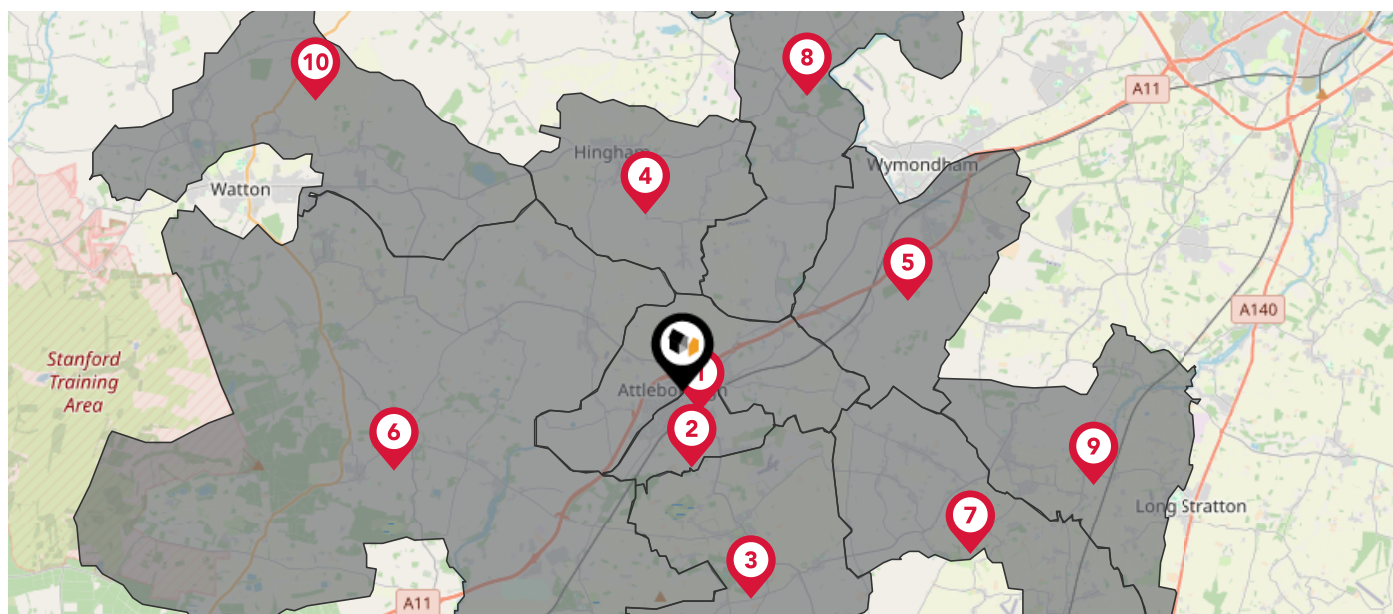 10
8
A11
Hingham
Wymondham
4
Watton
5
A140
Stanford
Training
Area
1
Attleborough
2
6
9
Long Stratton
7
3
A11